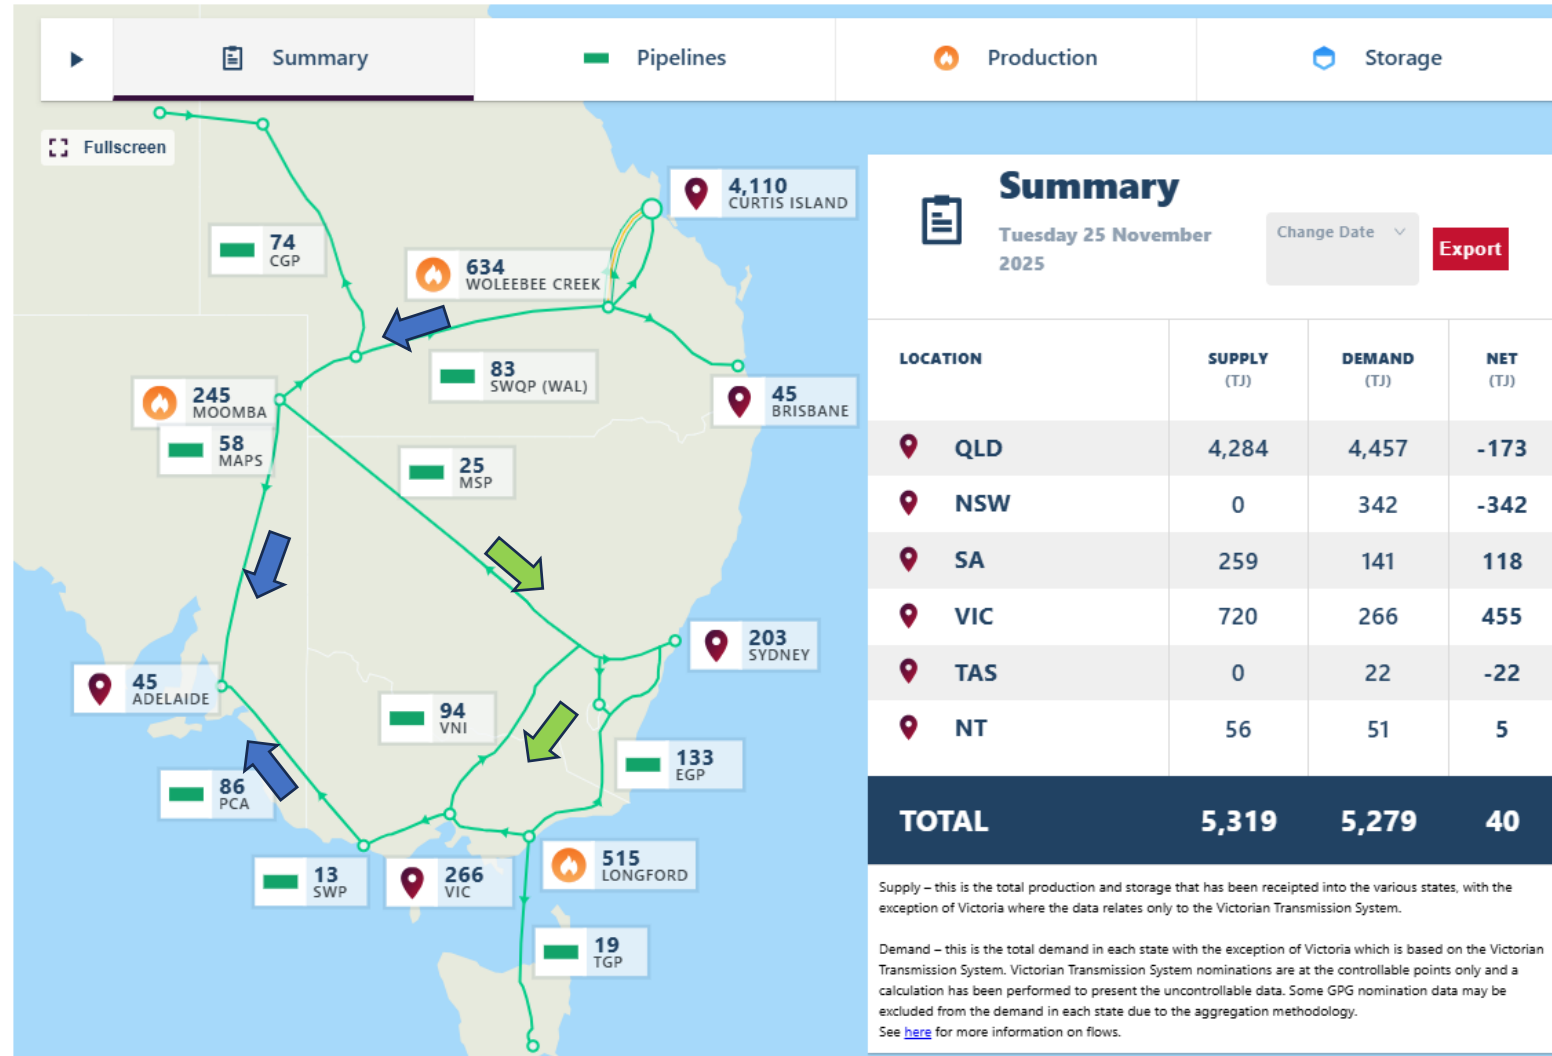 Summary
Pipelines
Production
Storage
Fullscreen
4,110
CURTIS ISLAND
74
CGP
634
WOLEEBEE CREEK
83
SWQP (WAL)
45
BRISBANE
245
MOOMBA
58
MAPS
25
MSP
203
SYDNEY
45
ADELAIDE
94
VNI
133
EGP
86
PCA
13
SWP
266
VIC
515
LONGFORD
19
TGP
Summary
Tuesday 25 November
2025
Change Date
Export
LOCATION SUPPLY DEMAND NET
(TJ) (TJ) (TJ)
QLD 4,284 4,457 -173
NSW 0 342 -342
SA 259 141 118
VIC 720 266 455
TAS 0 22 -22
NT 56 51 5
TOTAL 5,319 5,279 40
Supply – this is the total production and storage that has been receipted into the various states, with the
exception of Victoria where the data relates only to the Victorian Transmission System.
Demand – this is the total demand in each state with the exception of Victoria which is based on the Victorian
Transmission System. Victorian Transmission System nominations are at the controllable points only and a
calculation has been performed to present the uncontrollable data. Some GPG nomination data may be
excluded from the demand in each state due to the aggregation methodology.
See here for more information on flows.